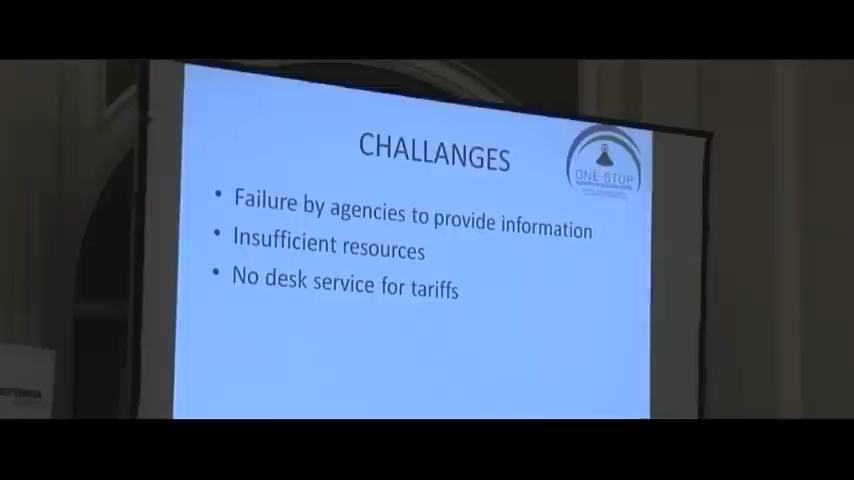 CHALLANGES
ONE-STOP
• Failure by agencies to provide information
• Insufficient resources
• No desk service for tariffs